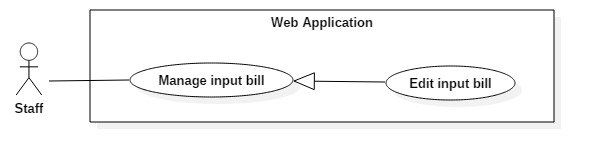 Web Application
Manage input bill
Edit input bill
Staff